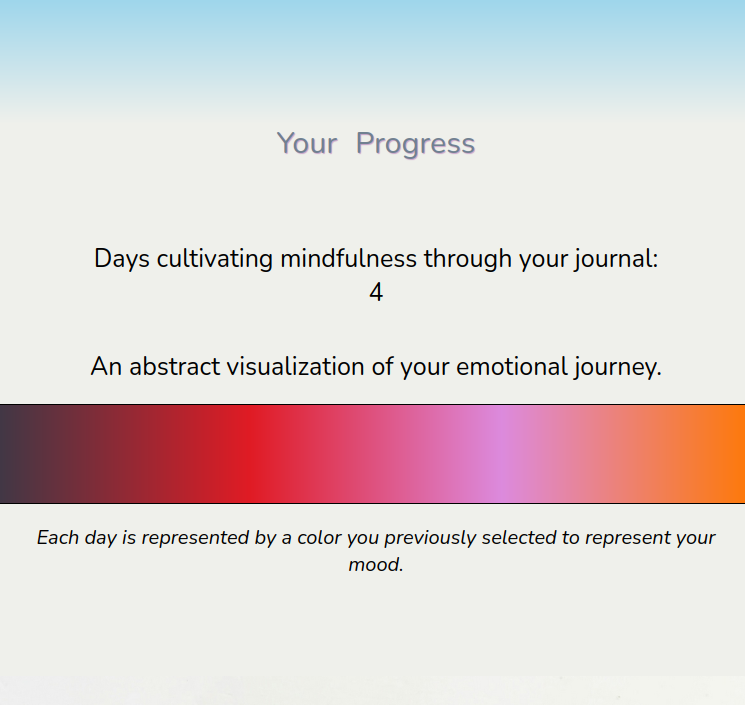 Your Progress
Days cultivating mindfulness through your journal:
4
An abstract visualization of your emotional journey.
Each day is represented by a color you previously selected to represent your
mood.